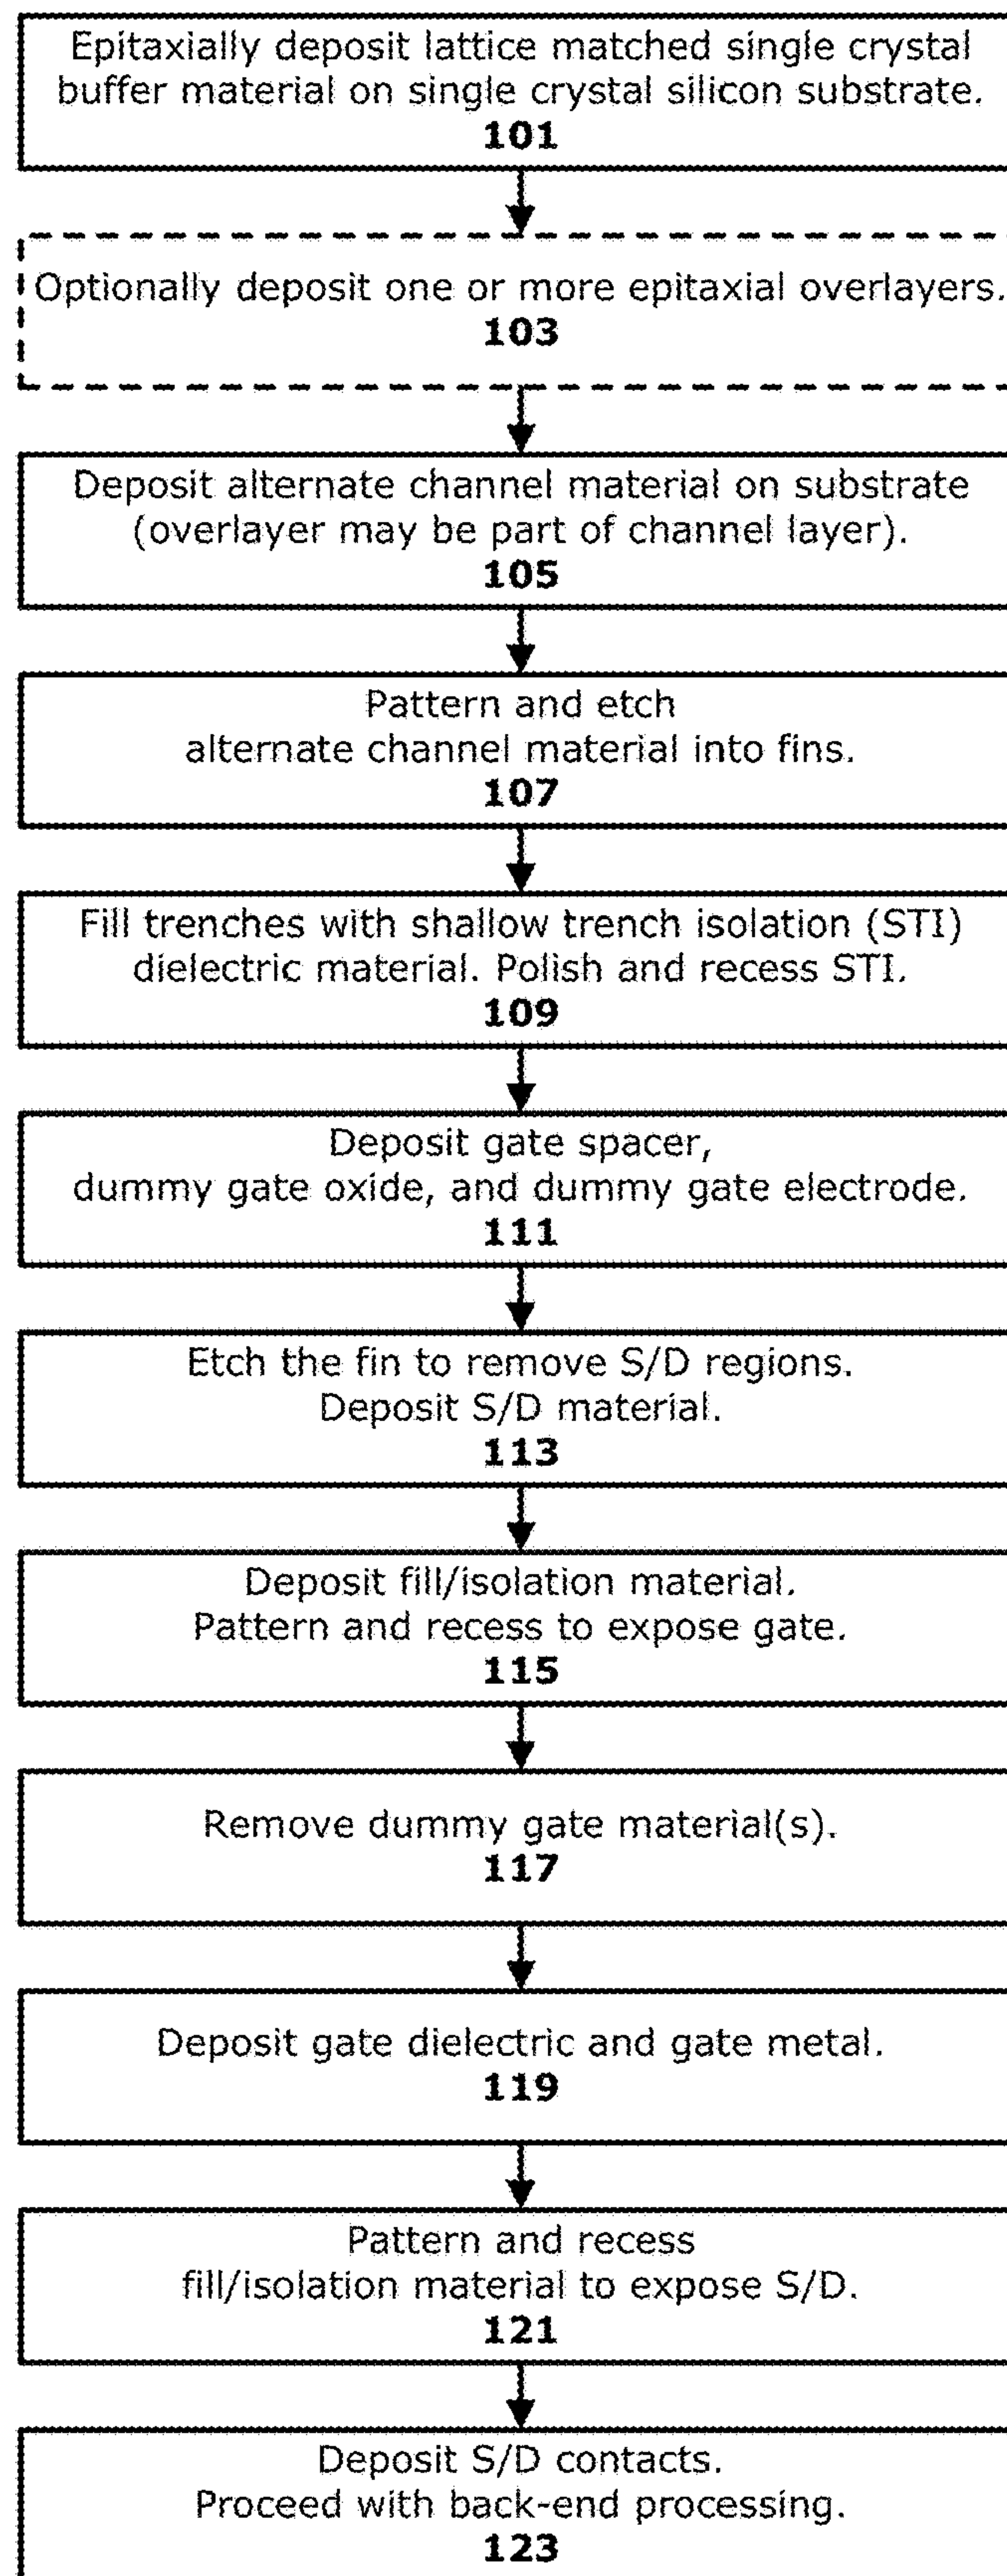 Epitaxially deposit lattice matched single crystal
buffer material on single crystal silicon substrate.
101
Optionally deposit one or more epitaxial overlayers.
103
Deposit alternate channel material on substrate
(overlayer may be part of channel layer).
105
Pattern and etch
alternate channel material into fins.
107
Fill trenches with shallow trench isolation (STI)
dielectric material. Polish and recess STI.
109
Deposit gate spacer,
dummy gate oxide, and dummy gate electrode.
111
Etch the fin to remove S/D regions.
Deposit S/D material.
113
Deposit fill/isolation material.
Pattern and recess to expose gate.
115
Remove dummy gate material(s).
117
Deposit gate dielectric and gate metal.
119
Pattern and recess
fill/isolation material to expose S/D.
121
Deposit S/D contacts.
Proceed with back-end processing.
123